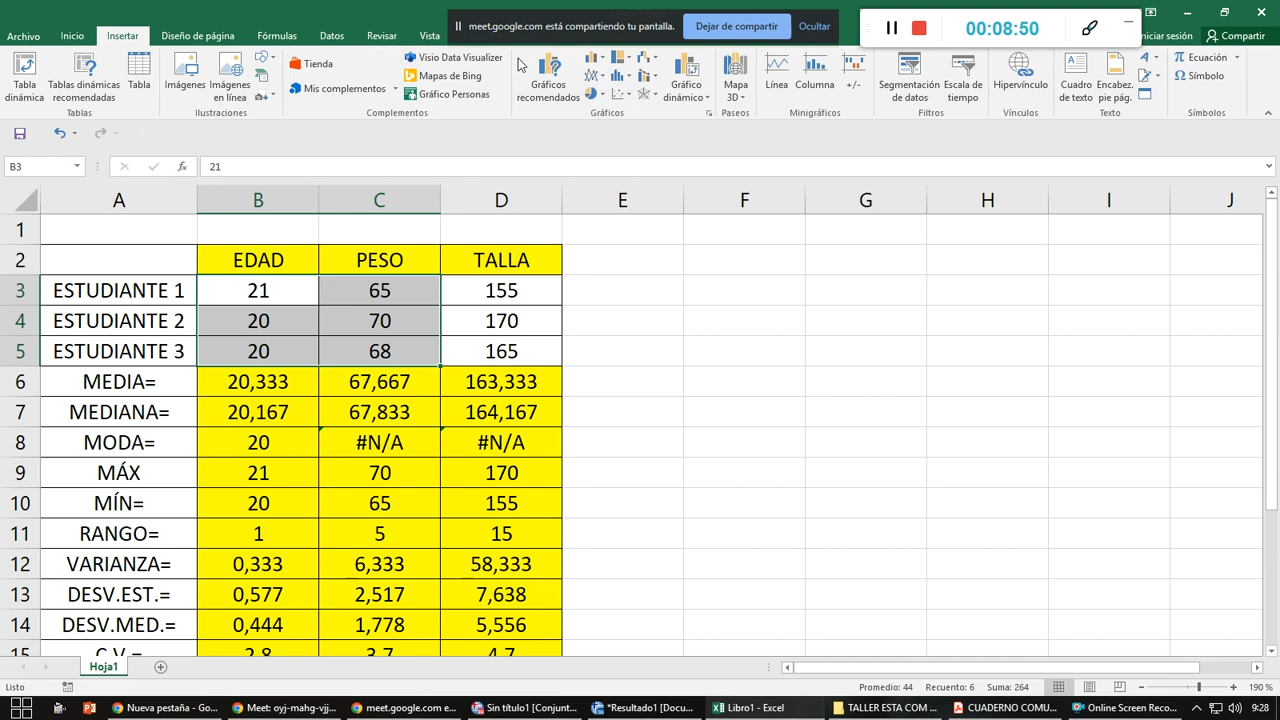 meet.google.com está compartiendo tu pantalla. Dejar de compartir Ocultar
00:08:50
Archivo Inicio Insertar Diseño de página Fórmulas Datos Revisar Vista Iniciar sesión Compartir
Tabla dinámica
Tablas dinámicas recomendadas
Tabla
Imágenes
Imágenes en línea
Tienda
Mis complementos
Visio Data Visualizer
Mapas de Bing
Gráfico Personas
Gráficos recomendados
Gráfico dinámico
Mapa 3D
Línea
Columna
+/-
Segmentación de datos
Escala de tiempo
Hipervínculo
Cuadro de texto
Encabez. pie pág.
Ecuación
Símbolo
Tablas Ilustraciones Complementos Gráficos Paseos Minigráficos Filtros Vínculos Texto Símbolos
B3 fx 21
A B C D E F G H I J
1
2 EDAD PESO TALLA
3 ESTUDIANTE 1 21 65 155
4 ESTUDIANTE 2 20 70 170
5 ESTUDIANTE 3 20 68 165
6 MEDIA= 20,333 67,667 163,333
7 MEDIANA= 20,167 67,833 164,167
8 MODA= 20 #N/A #N/A
9 MÁX 21 70 170
10 MÍN= 20 65 155
11 RANGO= 1 5 15
12 VARIANZA= 0,333 6,333 58,333
13 DESV.EST.= 0,577 2,517 7,638
14 DESV.MED.= 0,444 1,778 5,556
15 C.V.= 2,8 3,7 4,7
Hoja1
Listo Promedio: 44 Recuento: 6 Suma: 264 190 %
Nueva pestaña - Go... Meet: oyj-mahg-vjj... meet.google.com e... Sin título1 [Conjunt... *Resultado1 [Docu... Libro1 - Excel TALLER ESTA COM ... CUADERNO COMU... Online Screen Reco... 9:28